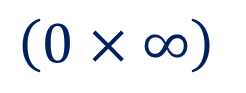 (0 × ∞)